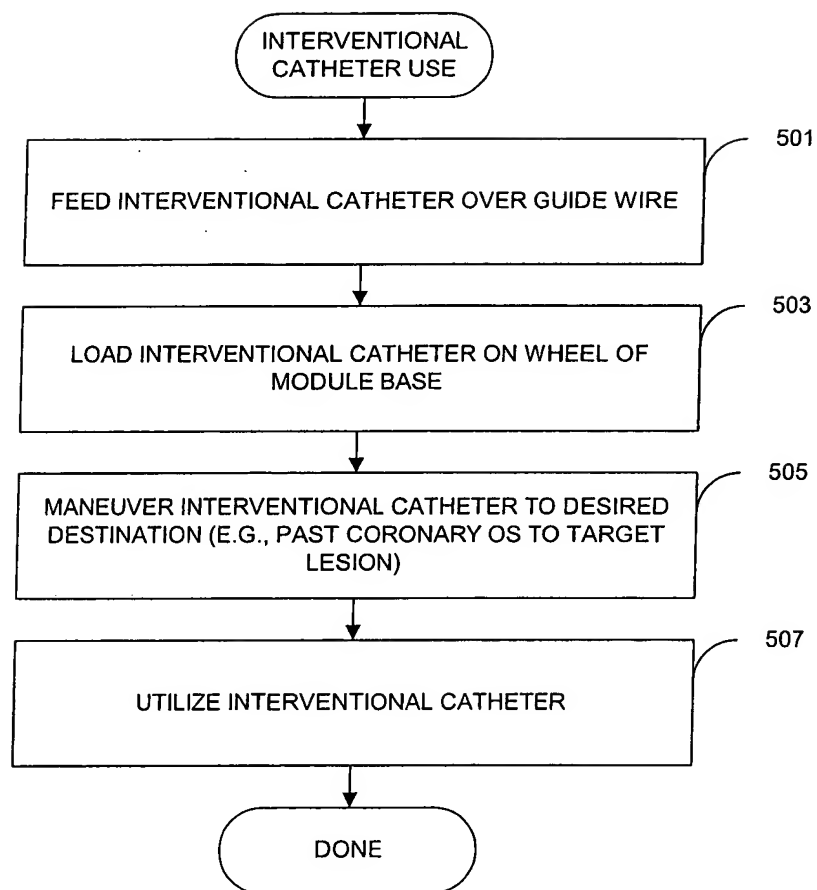 INTERVENTIONAL
CATHETER USE
501
FEED INTERVENTIONAL CATHETER OVER GUIDE WIRE
503
LOAD INTERVENTIONAL CATHETER ON WHEEL OF
MODULE BASE
505
MANEUVER INTERVENTIONAL CATHETER TO DESIRED
DESTINATION (E.G., PAST CORONARY OS TO TARGET
LESION)
507
UTILIZE INTERVENTIONAL CATHETER
DONE